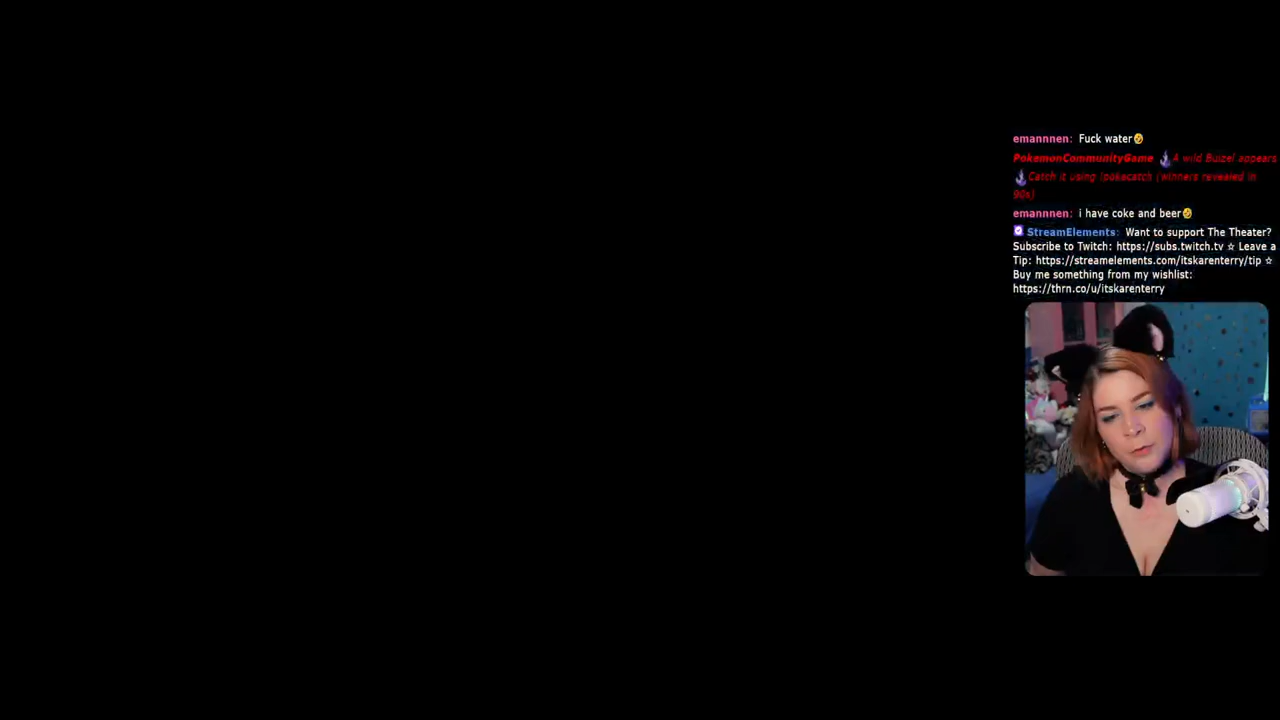 emannnen: Fuck water🤣
PokemonCommunityGame A wild Buizel appears
Catch it using !pokecatch (winners revealed in
90s)
emannnen: i have coke and beer🤣
StreamElements: Want to support The Theater?
Subscribe to Twitch: https://subs.twitch.tv ☆ Leave a
Tip: https://streamelements.com/itskarenterry/tip ☆
Buy me something from my wishlist:
https://thrn.co/u/itskarenterry